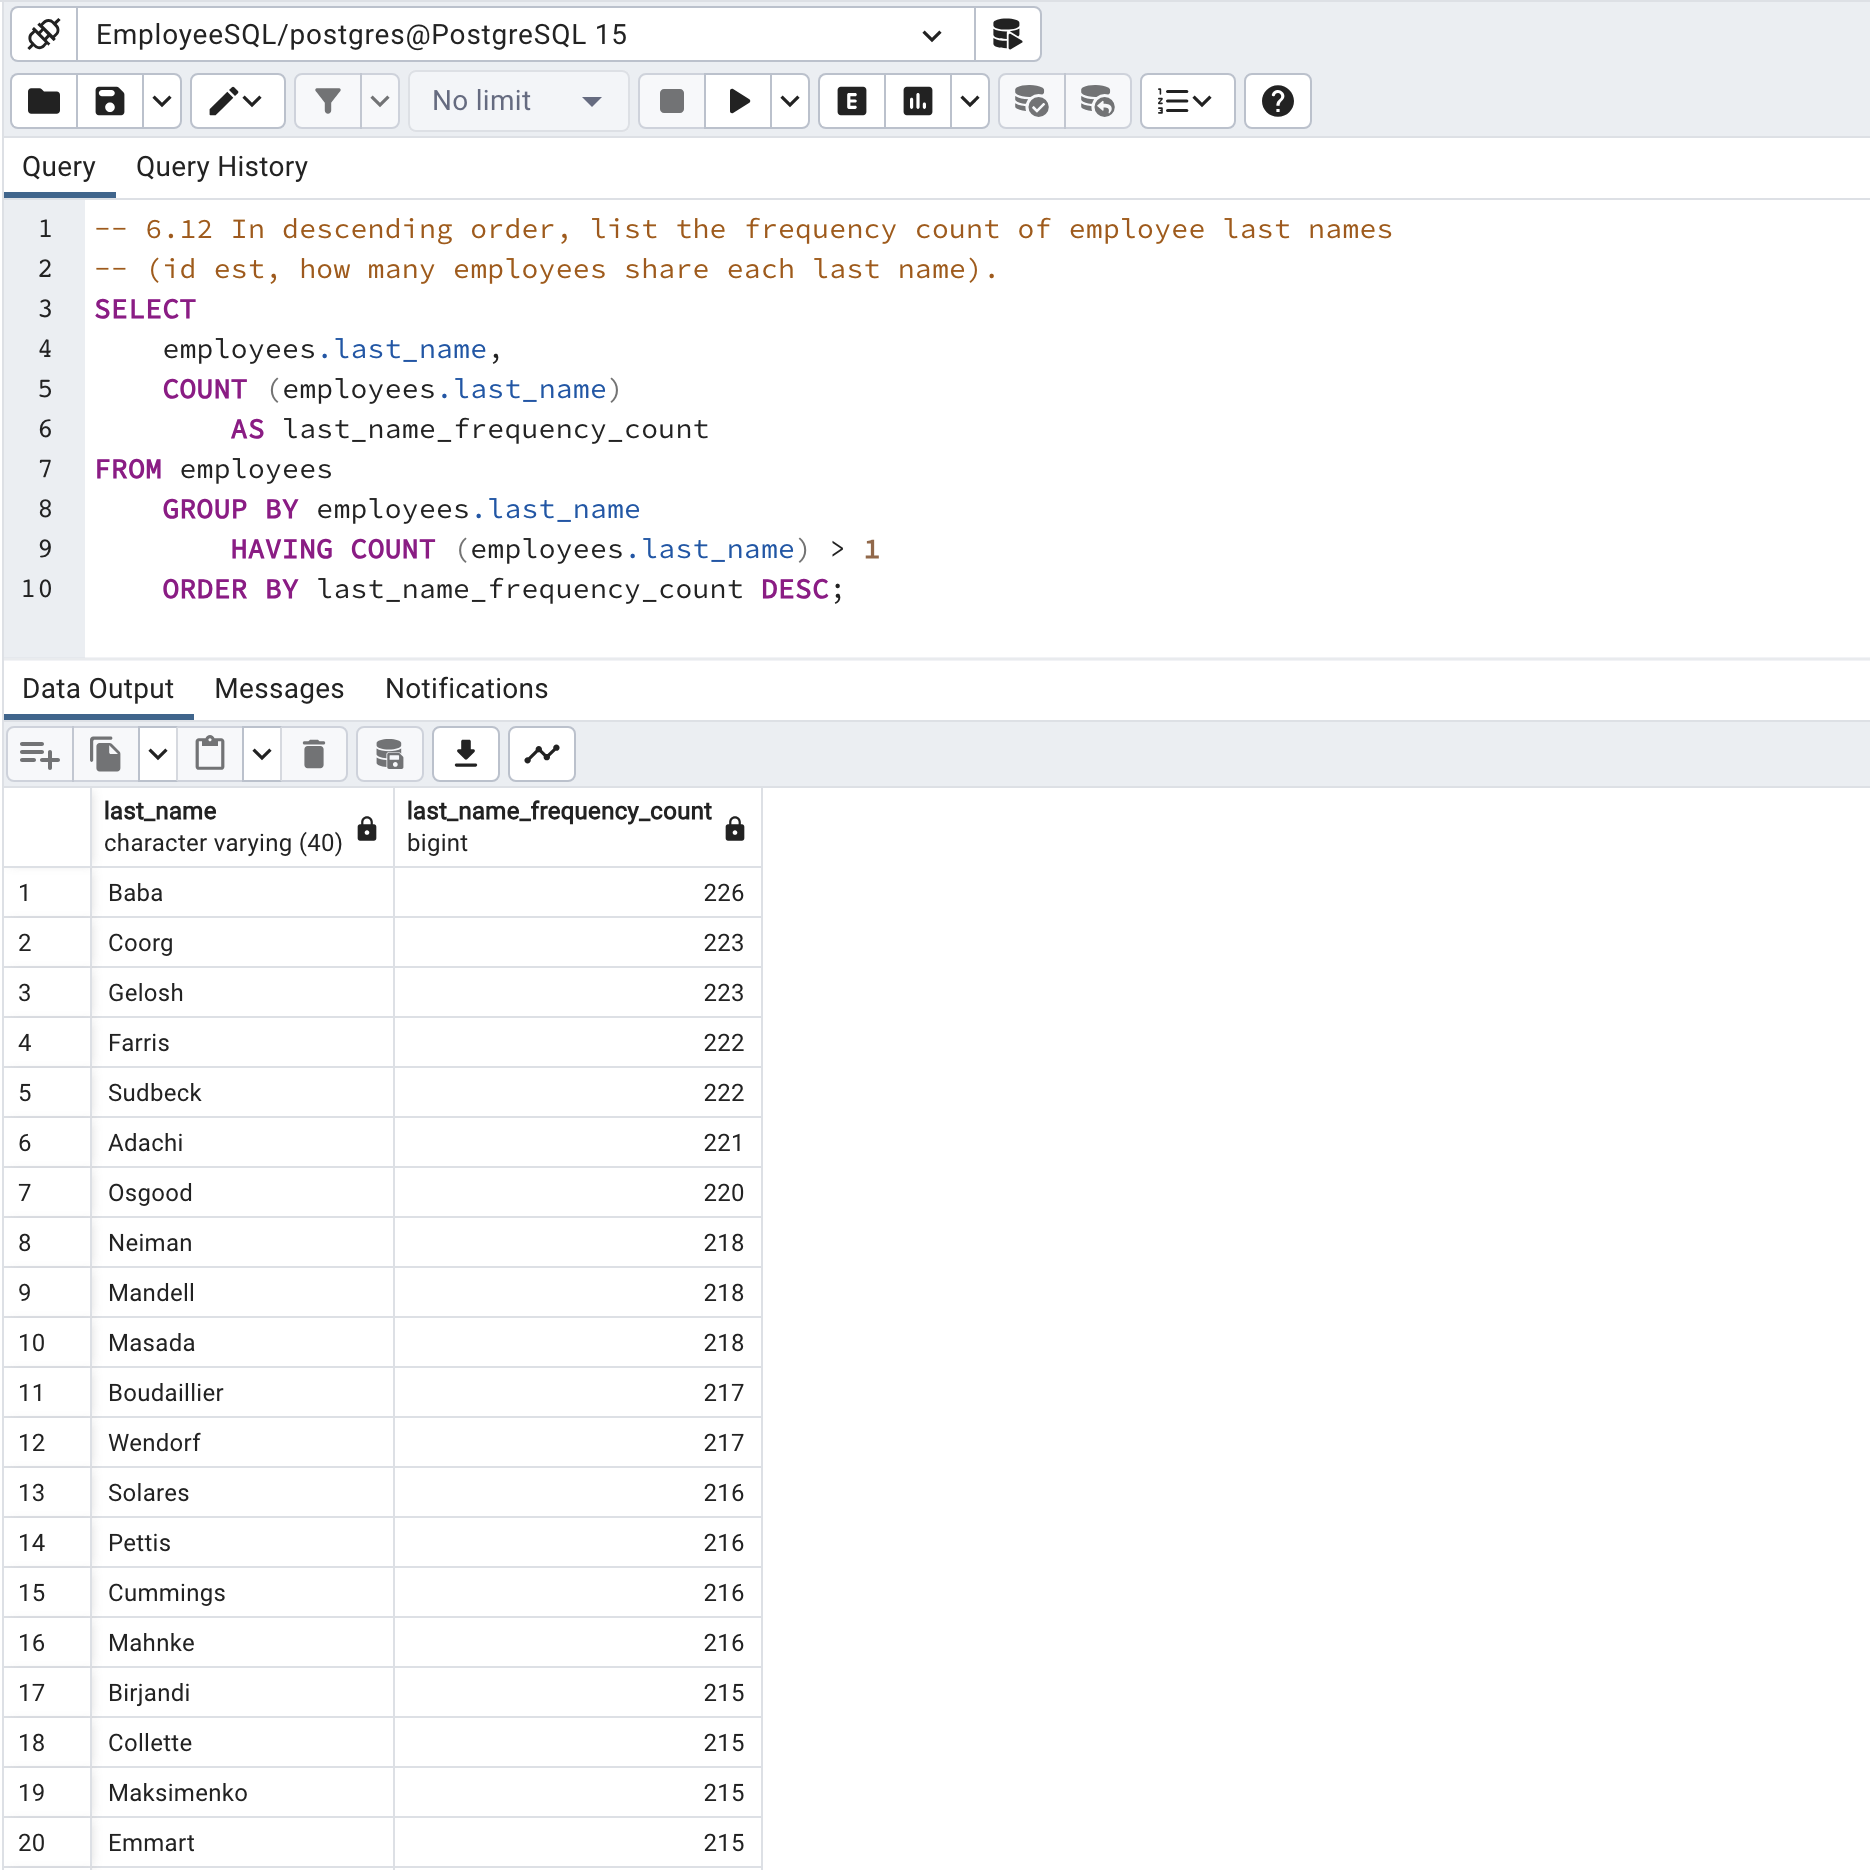 EmployeeSQL/postgres@PostgreSQL 15
No limit
E
Query Query History
1 -- 6.12 In descending order, list the frequency count of employee last names
2 -- (id est, how many employees share each last name).
3 SELECT
4 employees.last_name,
5 COUNT (employees.last_name)
6 AS last_name_frequency_count
7 FROM employees
8 GROUP BY employees.last_name
9 HAVING COUNT (employees.last_name) > 1
10 ORDER BY last_name_frequency_count DESC;
Data Output Messages Notifications
last_name last_name_frequency_count
character varying (40) bigint
1 Baba 226
2 Coorg 223
3 Gelosh 223
4 Farris 222
5 Sudbeck 222
6 Adachi 221
7 Osgood 220
8 Neiman 218
9 Mandell 218
10 Masada 218
11 Boudaillier 217
12 Wendorf 217
13 Solares 216
14 Pettis 216
15 Cummings 216
16 Mahnke 216
17 Birjandi 215
18 Collette 215
19 Maksimenko 215
20 Emmart 215